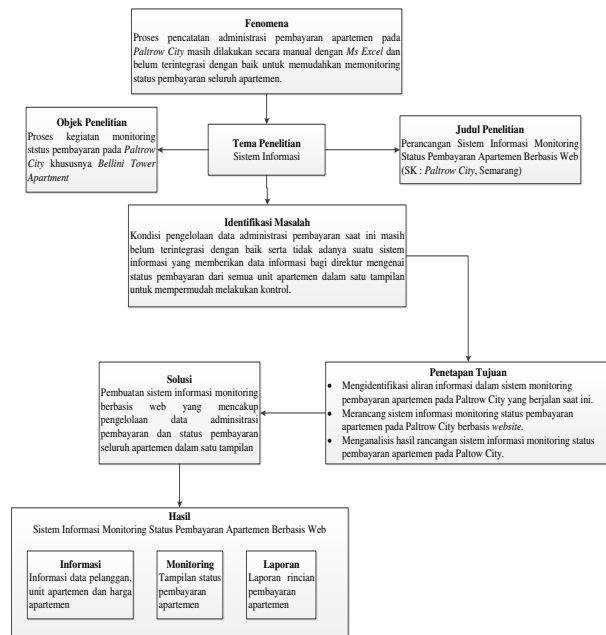 Fenomena
Proses pencatatan administrasi pembayaran apartemen pada
Paltrow City masih dilakukan secara manual dengan Ms Excel dan
belum terintegrasi dengan baik untuk memudahkan memonitoring
status pembayaran seluruh apartemen.
Objek Penelitian
Proses kegiatan monitoring
ststus pembayaran pada Paltrow
City khususnya Bellini Tower
Apartment
Tema Penelitian
Sistem Informasi
Judul Penelitian
Perancangan Sistem Informasi Monitoring
Status Pembayaran Apartemen Berbasis Web
(SK : Paltrow City, Semarang)
Identifikasi Masalah
Kondisi pengelolaan data administrasi pembayaran saat ini masih
belum terintegrasi dengan baik serta tidak adanya suatu sistem
informasi yang memberikan data informasi bagi direktur mengenai
status pembayaran dari semua unit apartemen dalam satu tampilan
untuk mempermudah melakukan kontrol.
Solusi
Pembuatan sistem informasi monitoring
berbasis web yang mencakup
pengelolaan data adminsitrasi
pembayaran dan status pembayaran
seluruh apartemen dalam satu tampilan
Penetapan Tujuan
• Mengidentifikasi aliran informasi dalam sistem monitoring
pembayaran apartemen pada Paltrow City yang berjalan saat ini.
• Merancang sistem informasi monitoring status pembayaran
apartemen pada Paltrow City berbasis website.
• Menganalisis hasil rancangan sistem informasi monitoring status
pembayaran apartemen pada Paltow City.
Hasil
Sistem Informasi Monitoring Status Pembayaran Apartemen Berbasis Web
Informasi
Informasi data pelanggan,
unit apartemen dan harga
apartemen
Monitoring
Tampilan status
pembayaran
apartemen
Laporan
Laporan rincian
pembayaran
apartemen